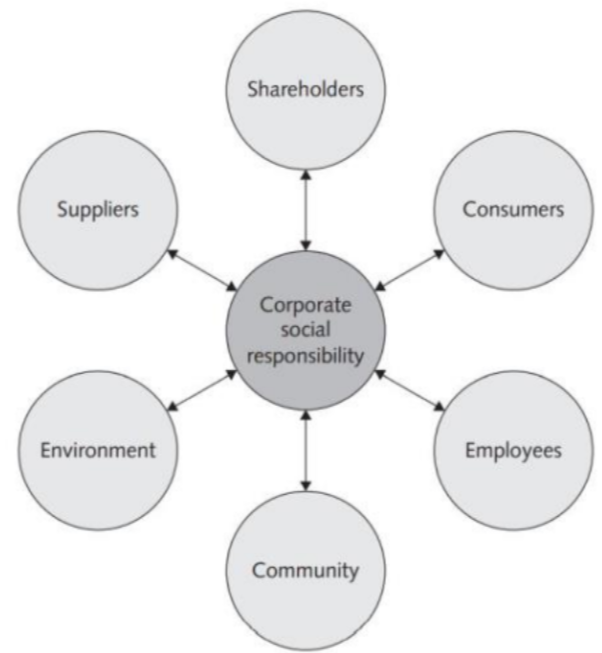 Shareholders
Suppliers
Consumers
Corporate
social
responsibility
Environment
Employees
Community